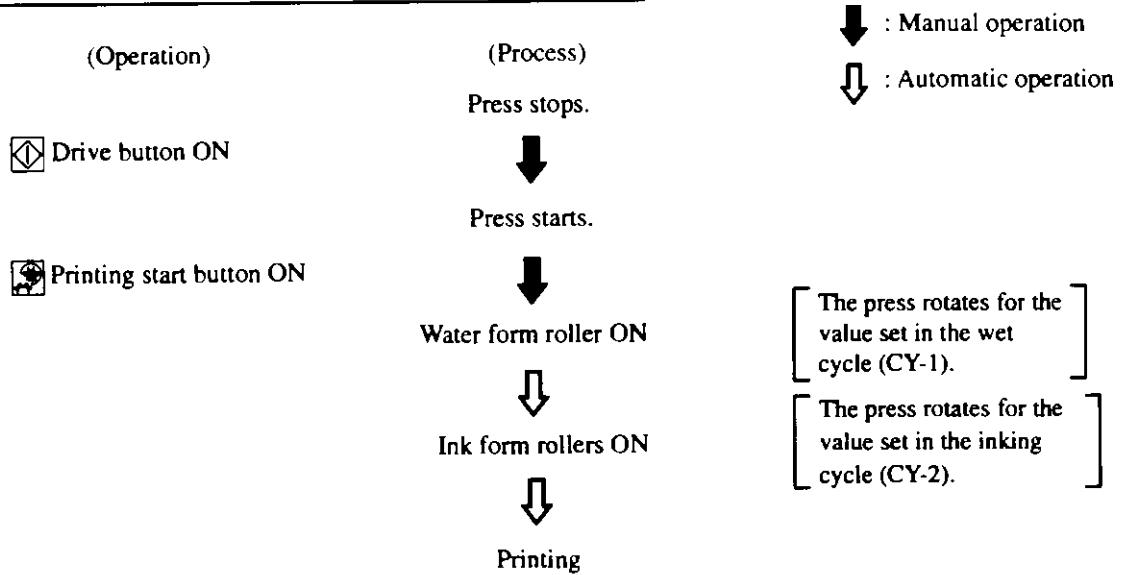 : Manual operation
: Automatic operation
(Operation)
(Process)
Press stops.
Drive button ON
Press starts.
Printing start button ON
Water form roller ON
The press rotates for the
value set in the wet
cycle (CY-1).
Ink form rollers ON
The press rotates for the
value set in the inking
cycle (CY-2).
Printing